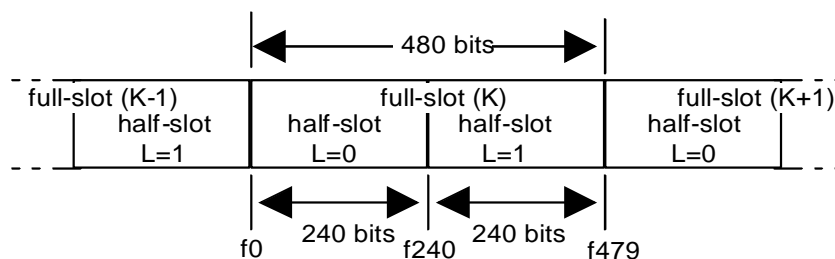 480 bits
full-slot (K-1) full-slot (K) full-slot (K+1)
half-slot half-slot half-slot half-slot
L=1 L=0 L=1 L=0
240 bits 240 bits
f0 f240 f479